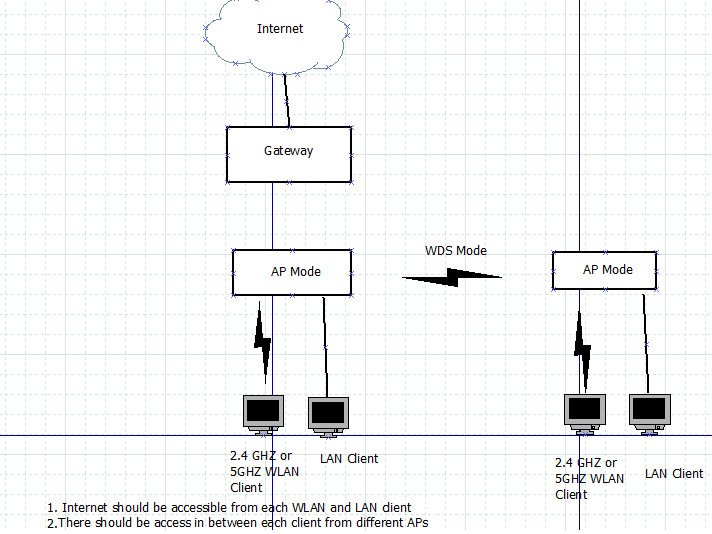 Internet
Gateway
WDS Mode
AP Mode
AP Mode
2.4 GHZ or
5GHZ WLAN
Client
LAN Client
2.4 GHZ or
5GHZ WLAN
Client
LAN Client
1. Internet should be accessible from each WLAN and LAN client
2.There should be access in between each client from different APs